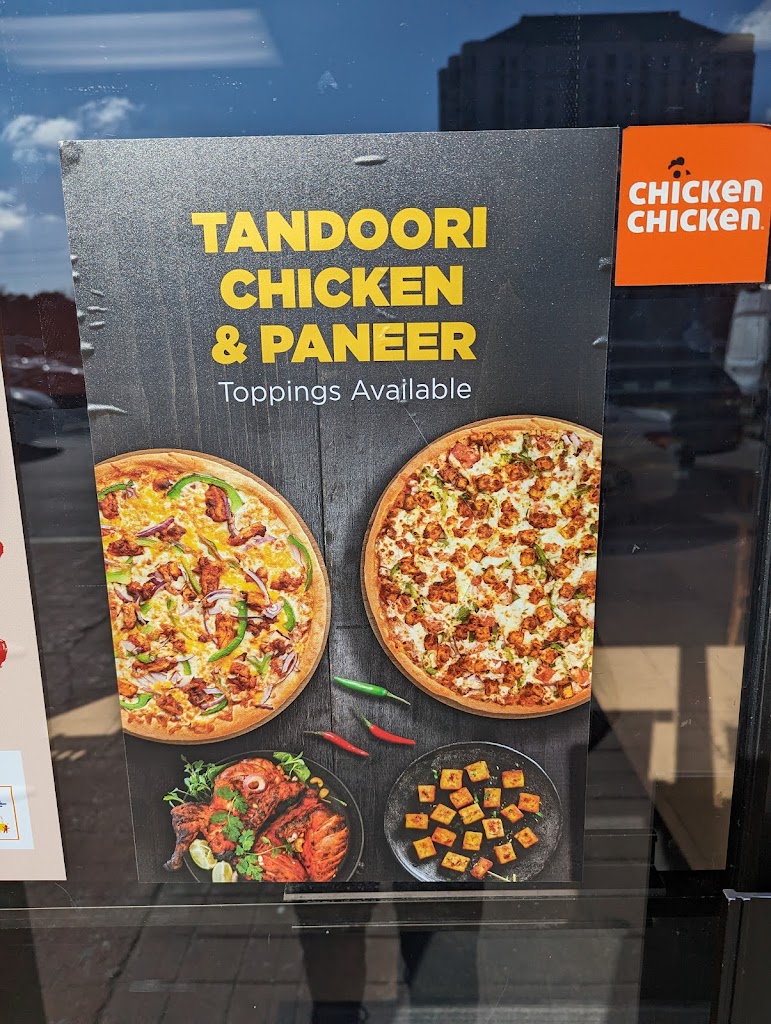 TANDOORI
CHICKEN
& PANEER
Toppings Available
CHICKEN
CHICKEN